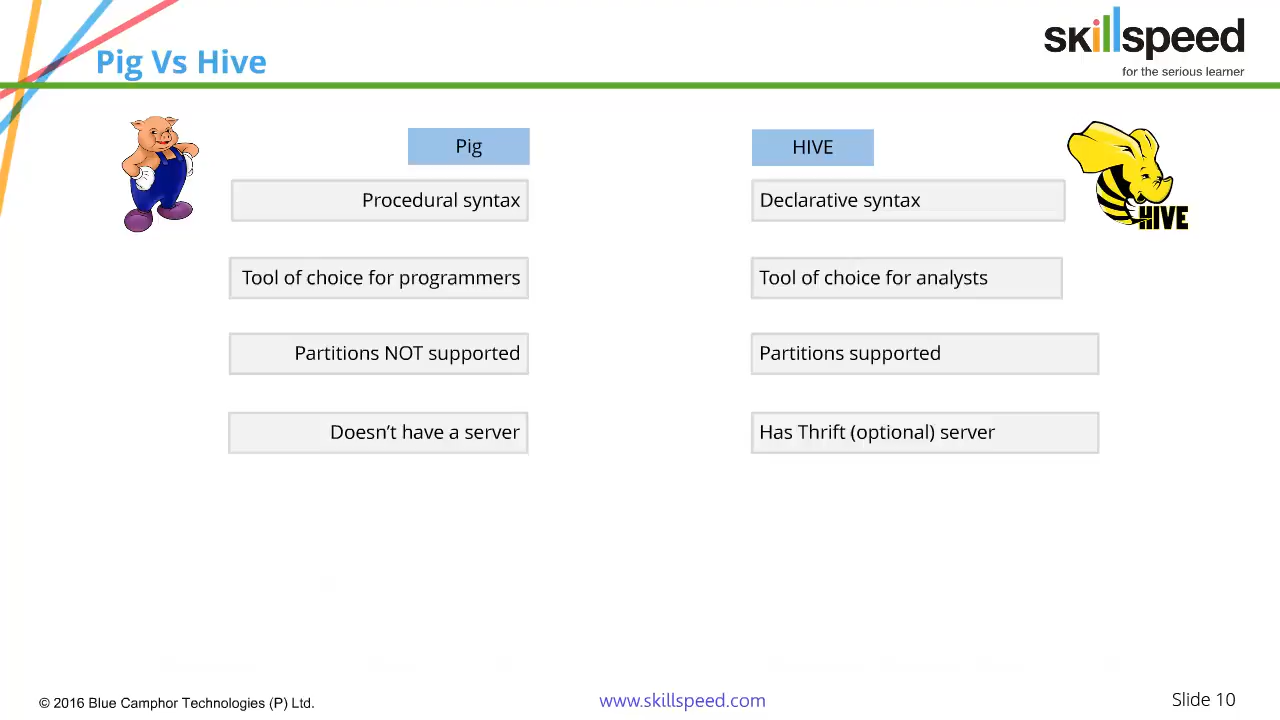 Pig Vs Hive
skillspeed
for the serious learner
Pig
HIVE
HIVE
Procedural syntax
Declarative syntax
Tool of choice for programmers
Tool of choice for analysts
Partitions NOT supported
Partitions supported
Doesn’t have a server
Has Thrift (optional) server
© 2016 Blue Camphor Technologies (P) Ltd.
www.skillspeed.com
Slide 10